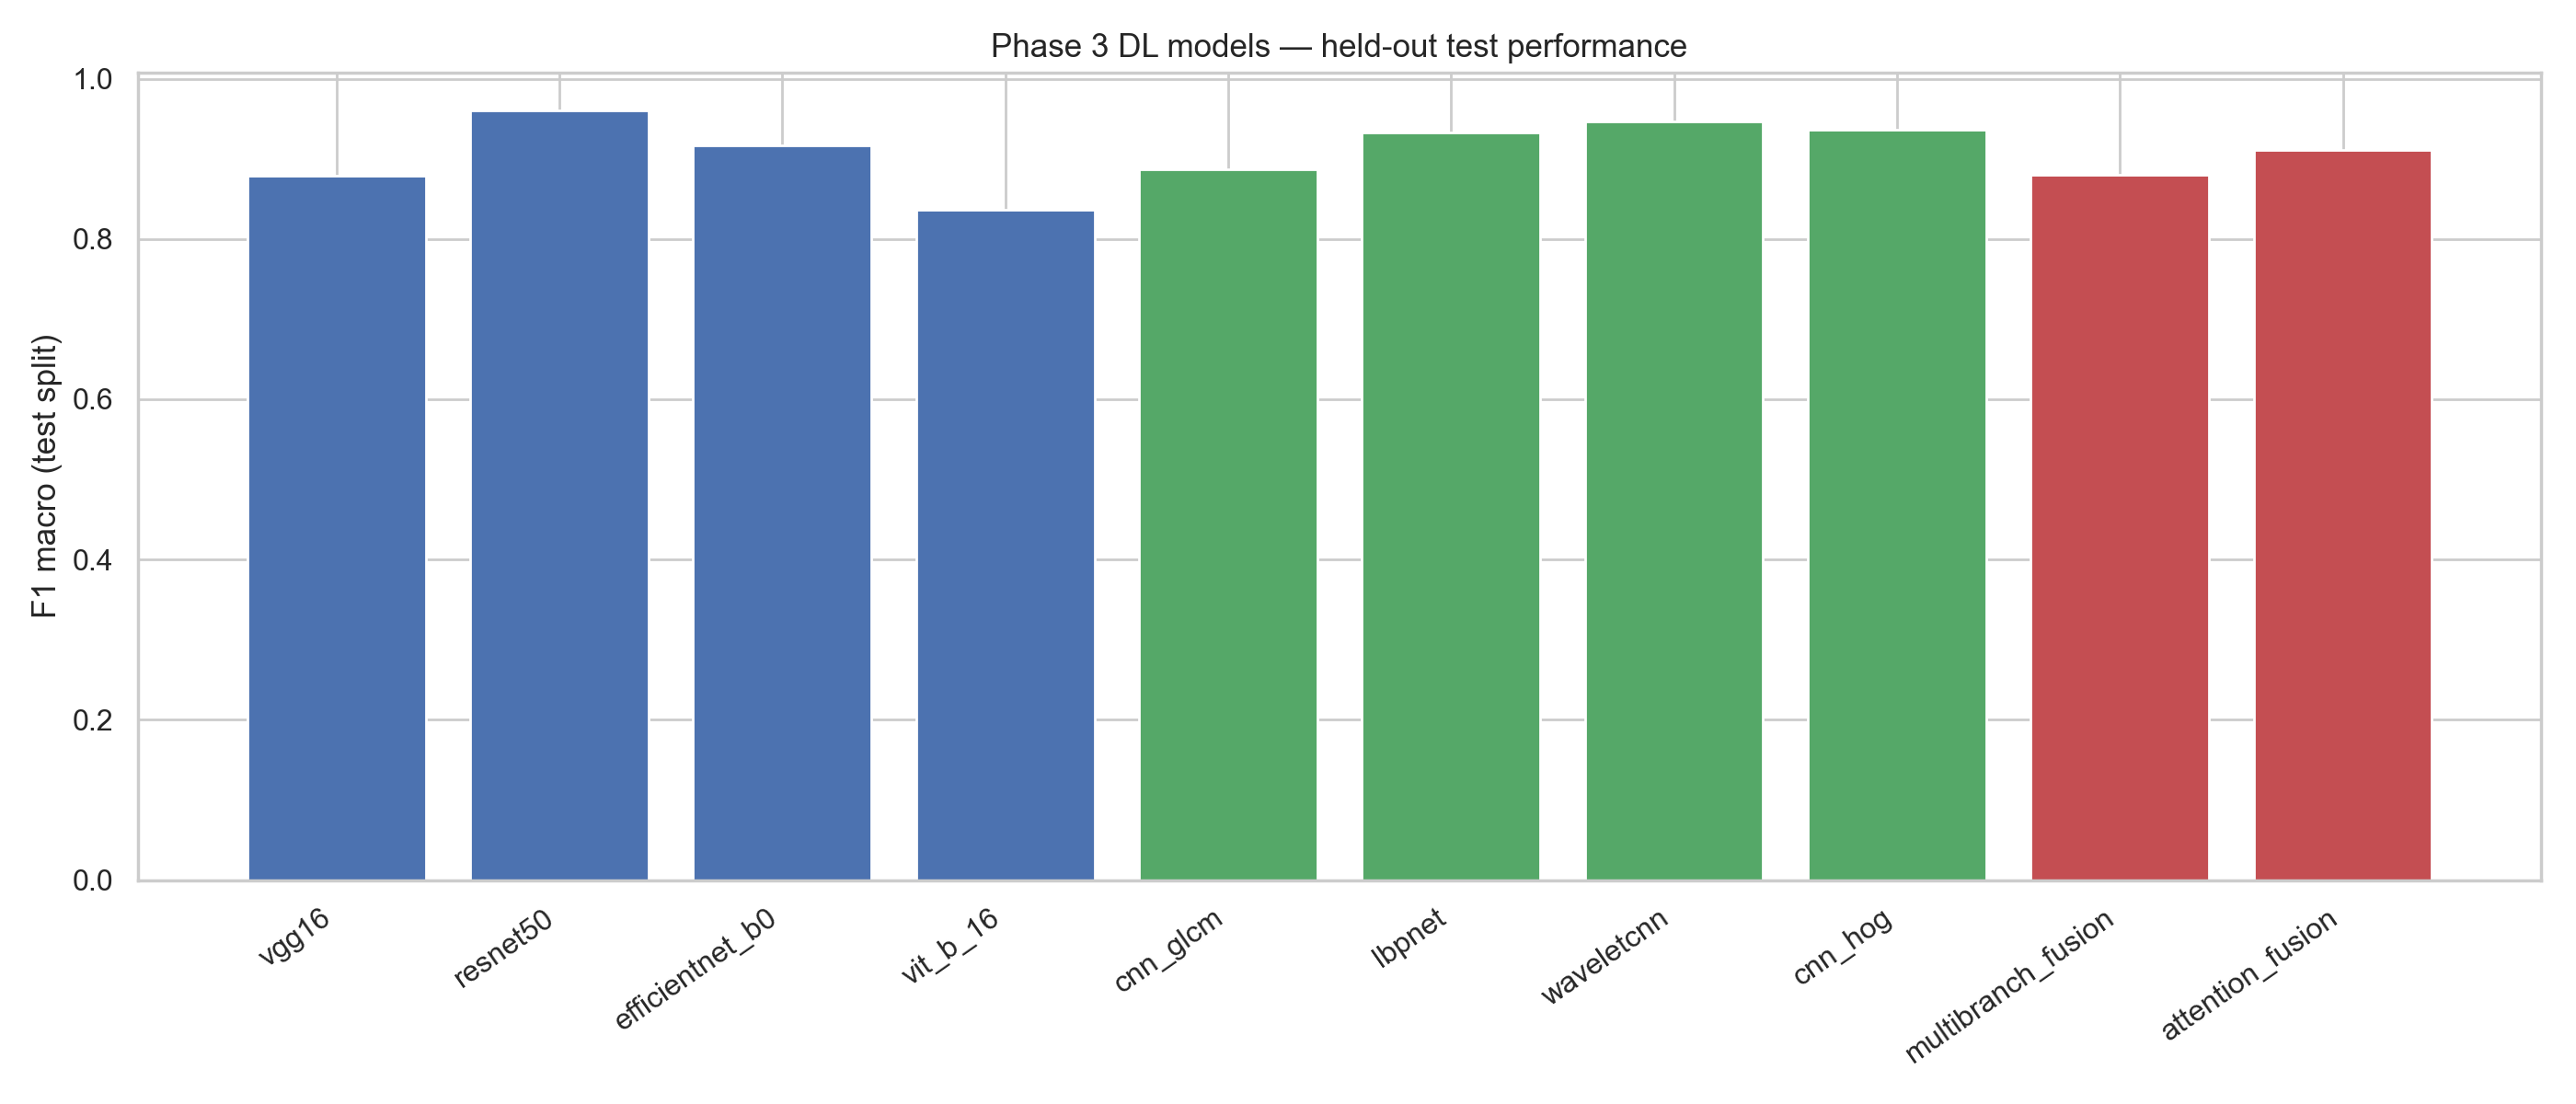 Phase 3 DL models — held-out test performance
F1 macro (test split)
1.0
0.8
0.6
0.4
0.2
0.0
vgg16
resnet50
efficientnet_b0
vit_b_16
cnn_glcm
lbpnet
waveletcnn
cnn_hog
multibranch_fusion
attention_fusion